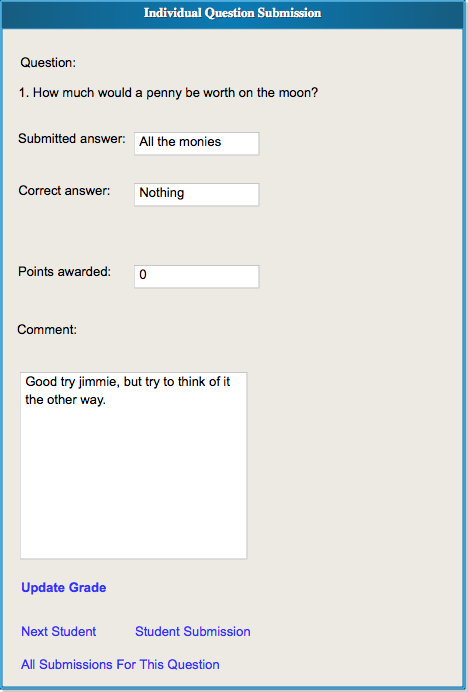 Individual Question Submission
Question:
1. How much would a penny be worth on the moon?
Submitted answer: All the monies
Correct answer: Nothing
Points awarded: 0
Comment:
Good try jimmie, but try to think of it
the other way.
Update Grade
Next Student Student Submission
All Submissions For This Question